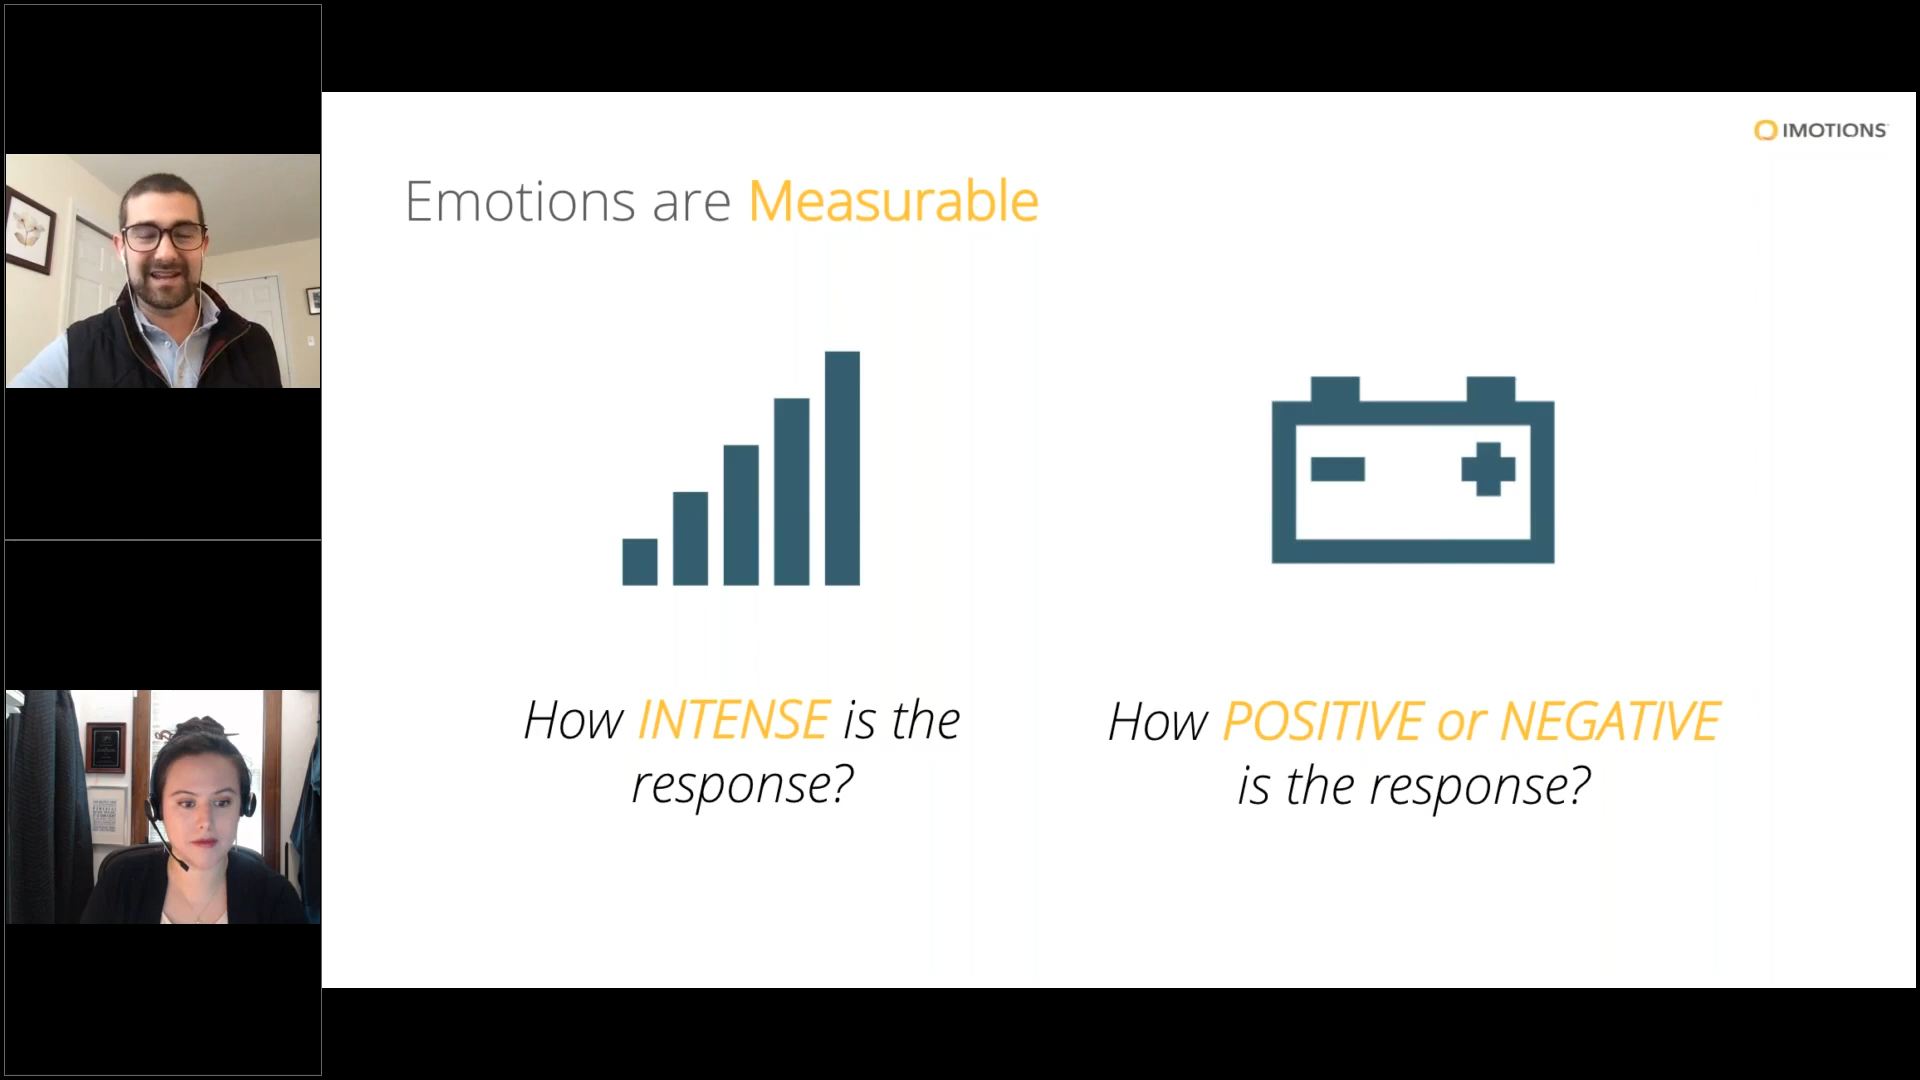 IMOTIONS
Emotions are Measurable
How INTENSE is the
response?
How POSITIVE or NEGATIVE
is the response?